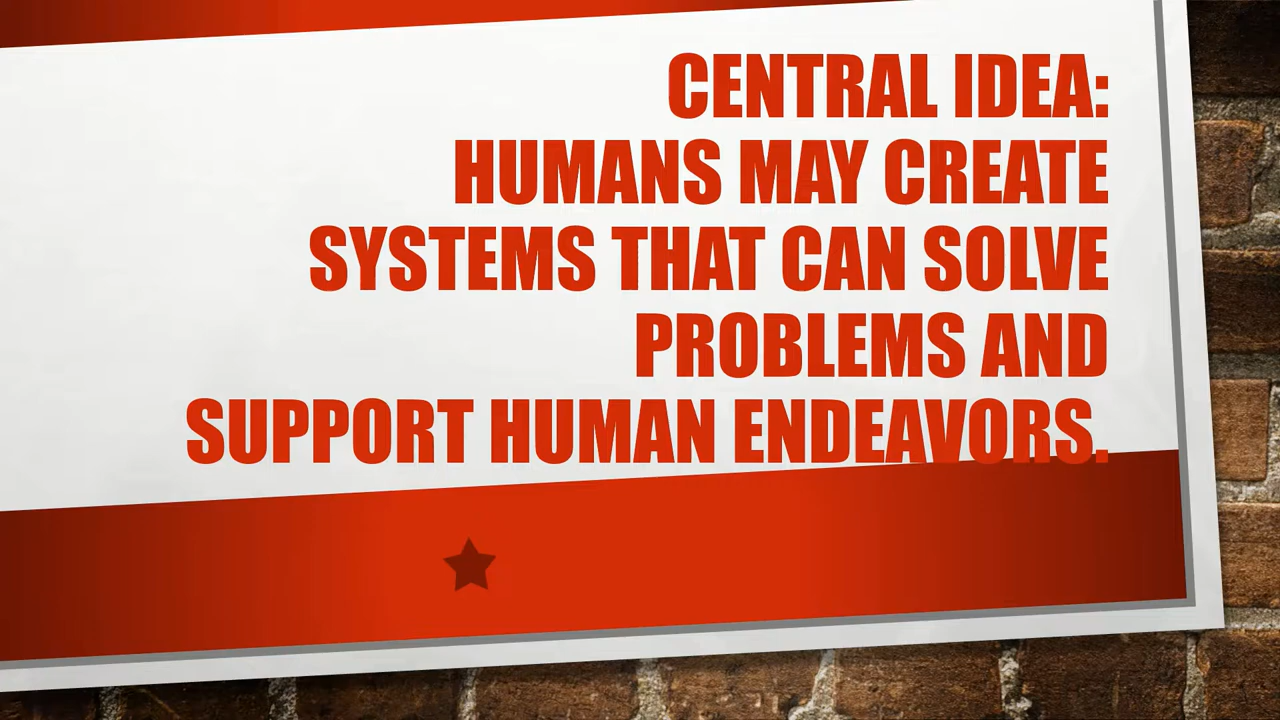 CENTRAL IDEA:
HUMANS MAY CREATE
SYSTEMS THAT CAN SOLVE
PROBLEMS AND
SUPPORT HUMAN ENDEAVORS.